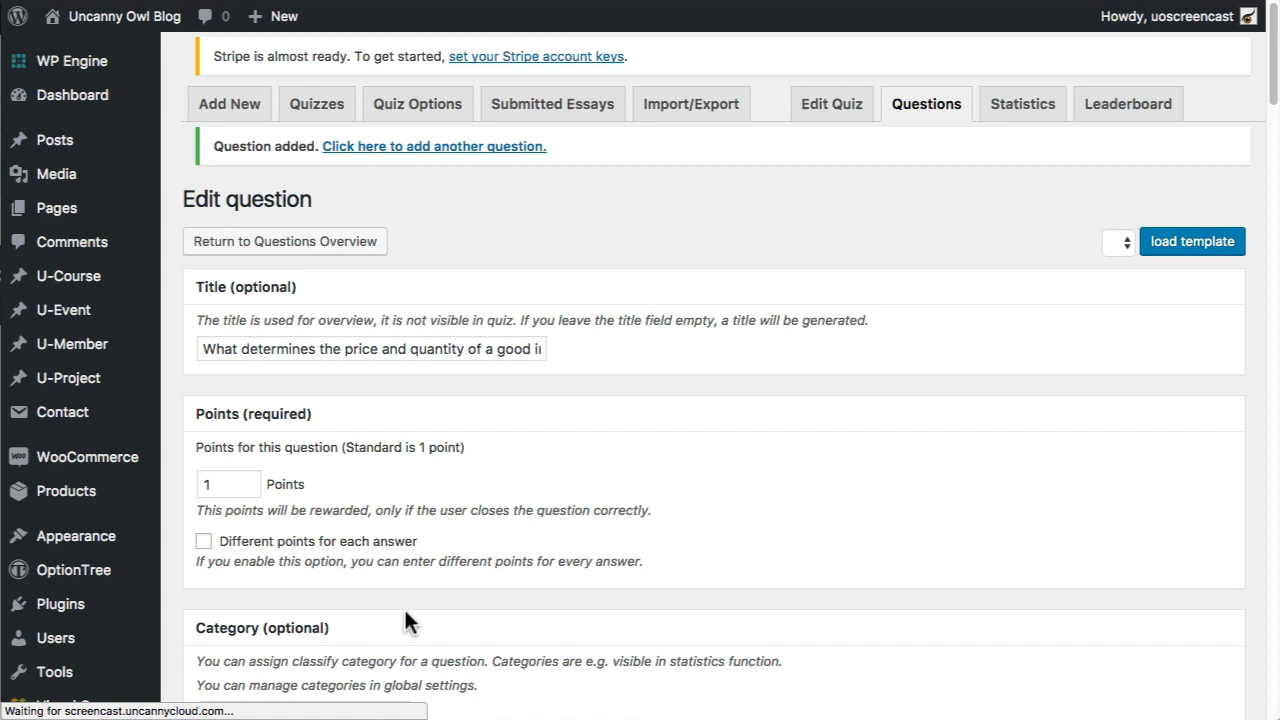 Uncanny Owl Blog 0 New Howdy, uoscreencast
WP Engine
Dashboard
Posts
Media
Pages
Comments
U-Course
U-Event
U-Member
U-Project
Contact
WooCommerce
Products
Appearance
OptionTree
Plugins
Users
Tools
Stripe is almost ready. To get started, set your Stripe account keys.
Add New Quizzes Quiz Options Submitted Essays Import/Export Edit Quiz Questions Statistics Leaderboard
Question added. Click here to add another question.
Edit question
Return to Questions Overview load template
Title (optional)
The title is used for overview, it is not visible in quiz. If you leave the title field empty, a title will be generated.
What determines the price and quantity of a good i
Points (required)
Points for this question (Standard is 1 point)
1 Points
This points will be rewarded, only if the user closes the question correctly.
Different points for each answer
If you enable this option, you can enter different points for every answer.
Category (optional)
You can assign classify category for a question. Categories are e.g. visible in statistics function.
You can manage categories in global settings.
Waiting for screencast.uncannycloud.com...